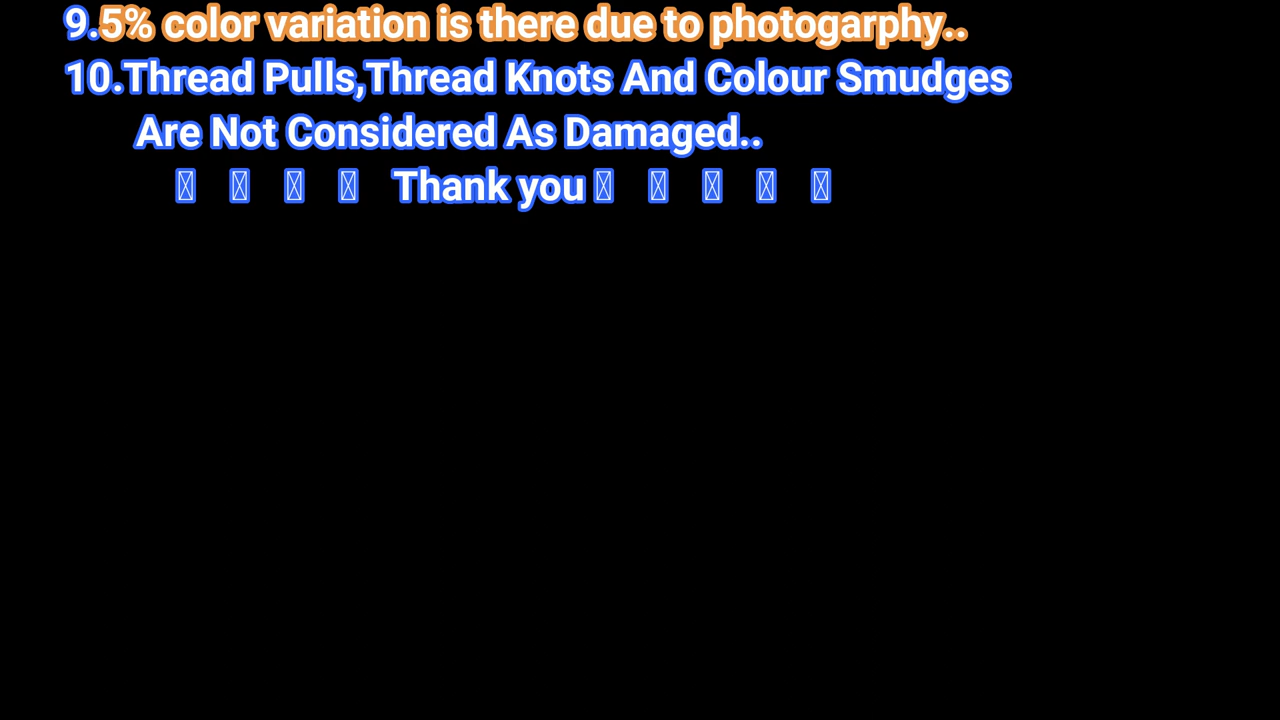 9.5% color variation is there due to photogarphy..
10.Thread Pulls,Thread Knots And Colour Smudges
Are Not Considered As Damaged..
Thank you